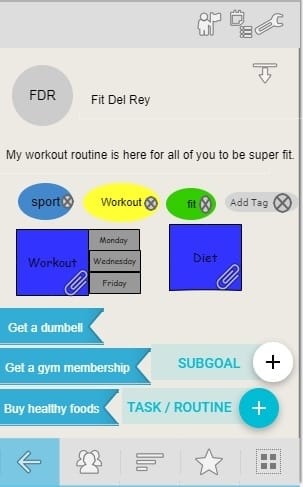 FDR
Fit Del Rey
My workout routine is here for all of you to be super fit.
sport Workout fit Add Tag
Workout
Monday
Wednesday
Friday
Diet
Get a dumbell
Get a gym membership
SUBGOAL +
Buy healthy foods
TASK / ROUTINE +